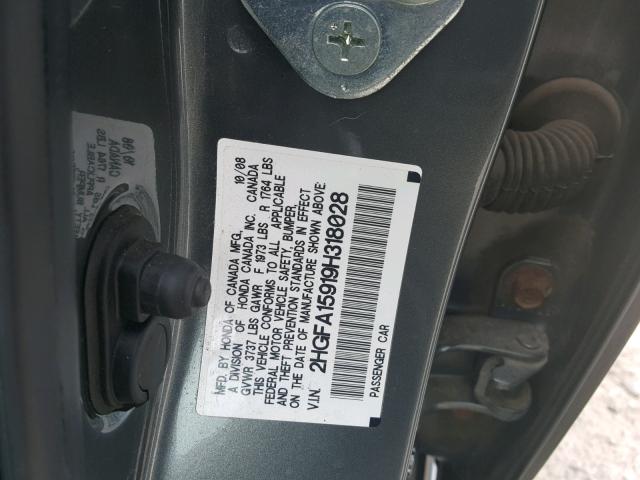 MFD. BY HONDA OF CANADA MFG. 10/08
A DIVISION OF HONDA CANADA INC. CANADA
GVWR 3737 LBS GAWR F 1973 LBS R 1764 LBS
THIS VEHICLE CONFORMS TO ALL APPLICABLE
FEDERAL MOTOR VEHICLE SAFETY, BUMPER,
AND THEFT PREVENTION STANDARDS IN EFFECT
ON THE DATE OF MANUFACTURE SHOWN ABOVE:
V.I.N. 2HGFA15919H318028
PASSENGER CAR